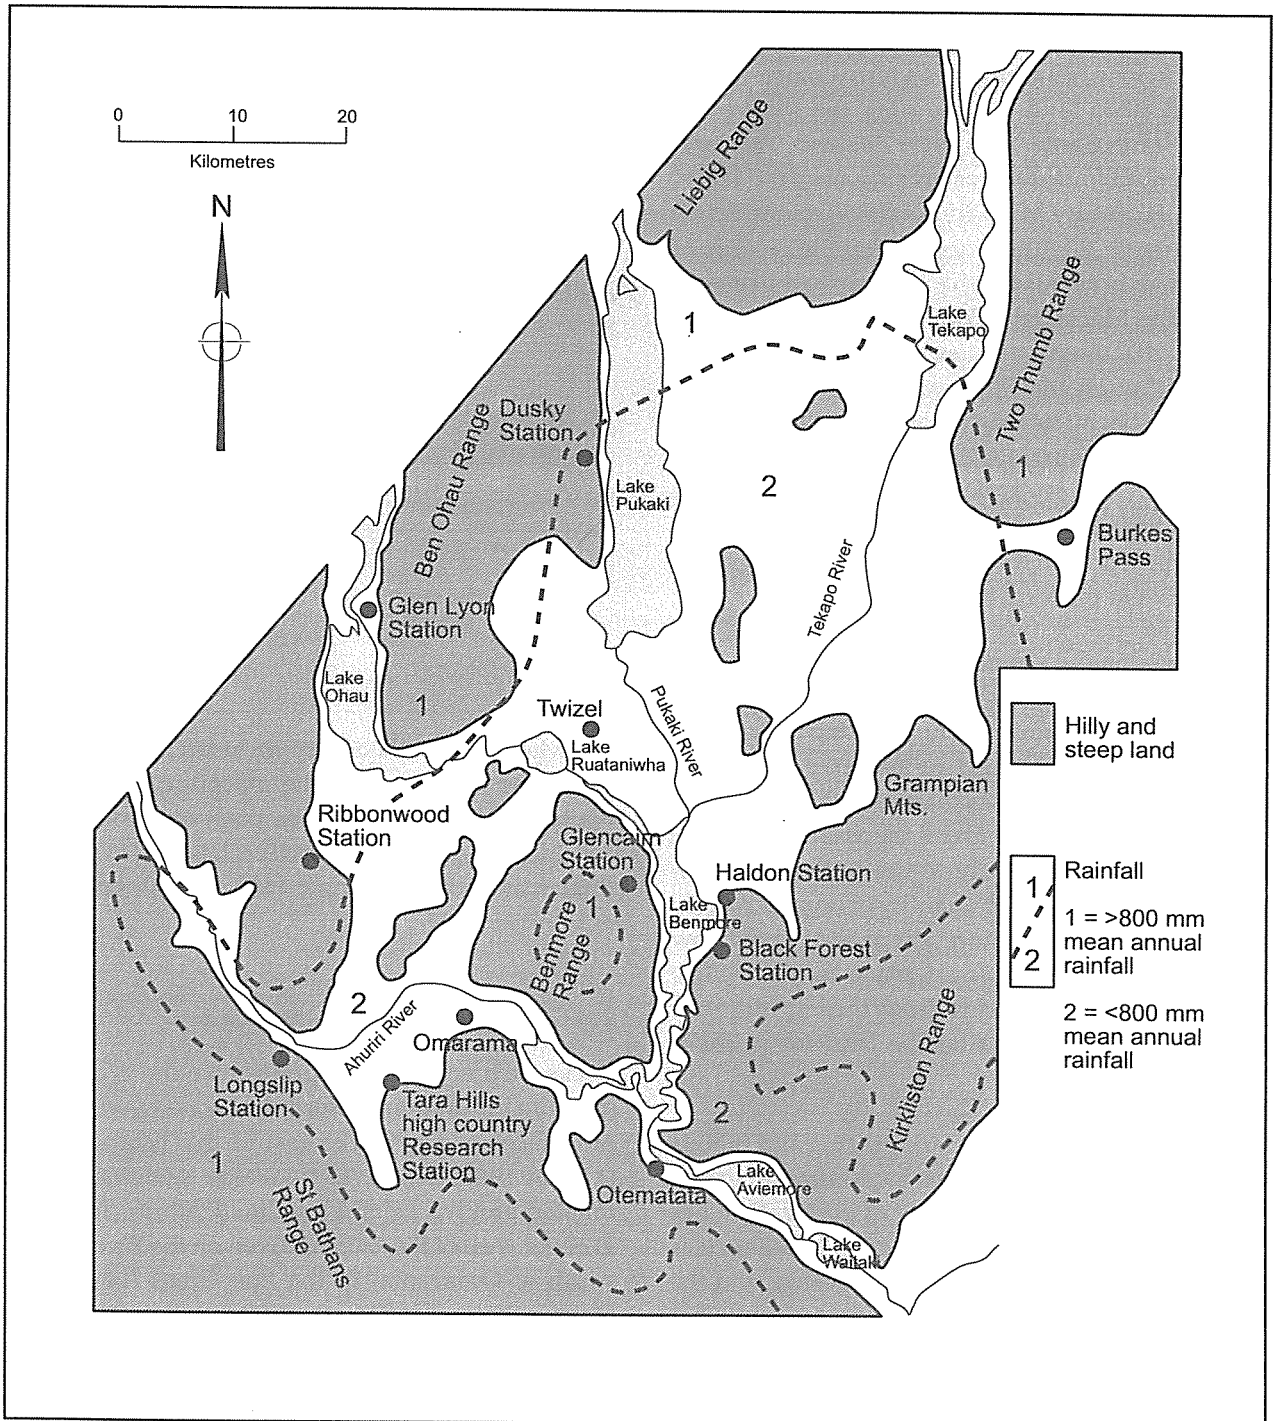 0 10 20
Kilometres
N
Liebig Range
1
Lake
Tekapo
Two Thumb Range
Dusky
Station
Ben Ohau Range
Lake
Pukaki
2
1
Burkes
Pass
Tekapo River
Glen Lyon
Station
Lake
Ohau
1
Pukaki River
Twizel
Lake
Ruataniwha
Hilly and
steep land
Grampian
Mts.
Ribbonwood
Station
Glencairn
Station
Haldon Station
Lake
Benmore
1
Benmore
Range
Black Forest
Station
Rainfall
1
2
1 = >800 mm
mean annual
rainfall
2 = <800 mm
mean annual
rainfall
2
Ahuriri River
Omarama
Kirkliston Range
Longslip
Station
Tara Hills
high country
Research
Station
2
1
St Bathans
Range
Otematata
Lake
Aviemore
Lake
Waitaki